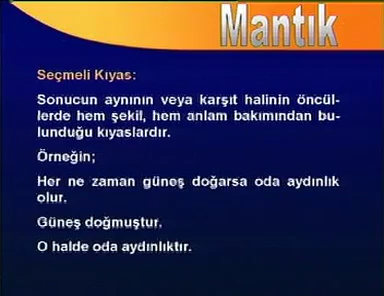 Mantık
Seçmeli Kıyas:
Sonucun aynının veya karşıt halinin öncül-
lerde hem şekil, hem anlam bakımından bu-
lunduğu kıyaslardır.
Örneğin;
Her ne zaman güneş doğarsa oda aydınlık
olur.
Güneş doğmuştur.
O halde oda aydınlıktır.